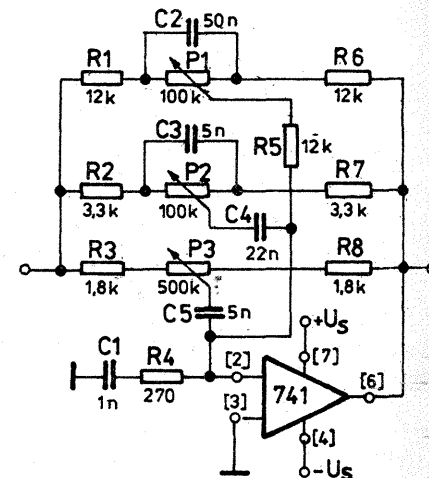 C2 50n
R1 P1 R6
12k 100k 12k
C3 5n
R5 12k
R2 P2 R7
3,3k 100k 3,3k
C4
22n
R3 P3 R8
1,8k 500k 1,8k
C5 5n
+Us
C1 R4 [2] [7]
1n 270 [3] 741 [6]
[4]
-Us